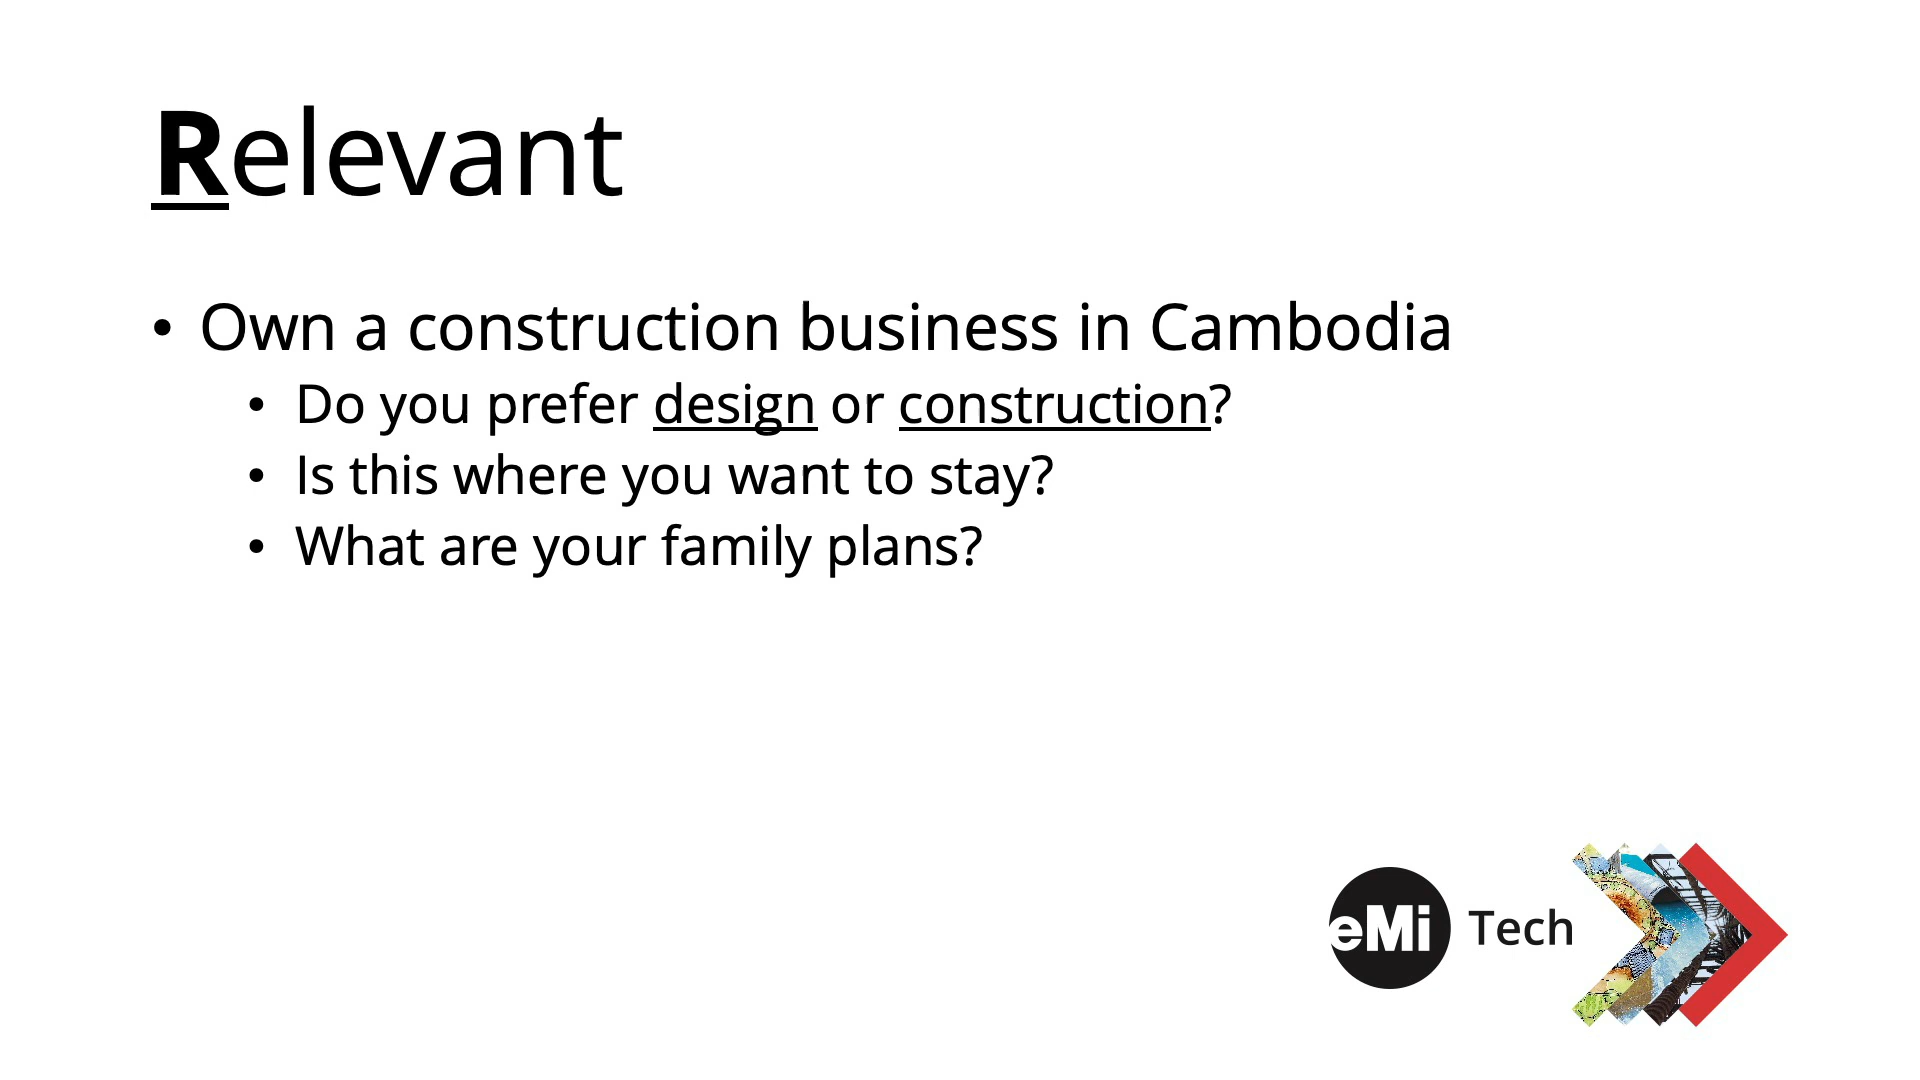 Relevant
• Own a construction business in Cambodia
• Do you prefer design or construction?
• Is this where you want to stay?
• What are your family plans?
eMi Tech